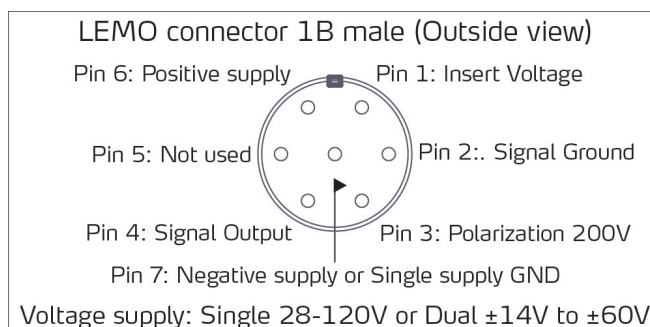 LEMO connector 1B male (Outside view)
Pin 6: Positive supply
Pin 1: Insert Voltage
Pin 5: Not used
Pin 2:. Signal Ground
Pin 4: Signal Output
Pin 3: Polarization 200V
Pin 7: Negative supply or Single supply GND
Voltage supply: Single 28-120V or Dual ±14V to ±60V